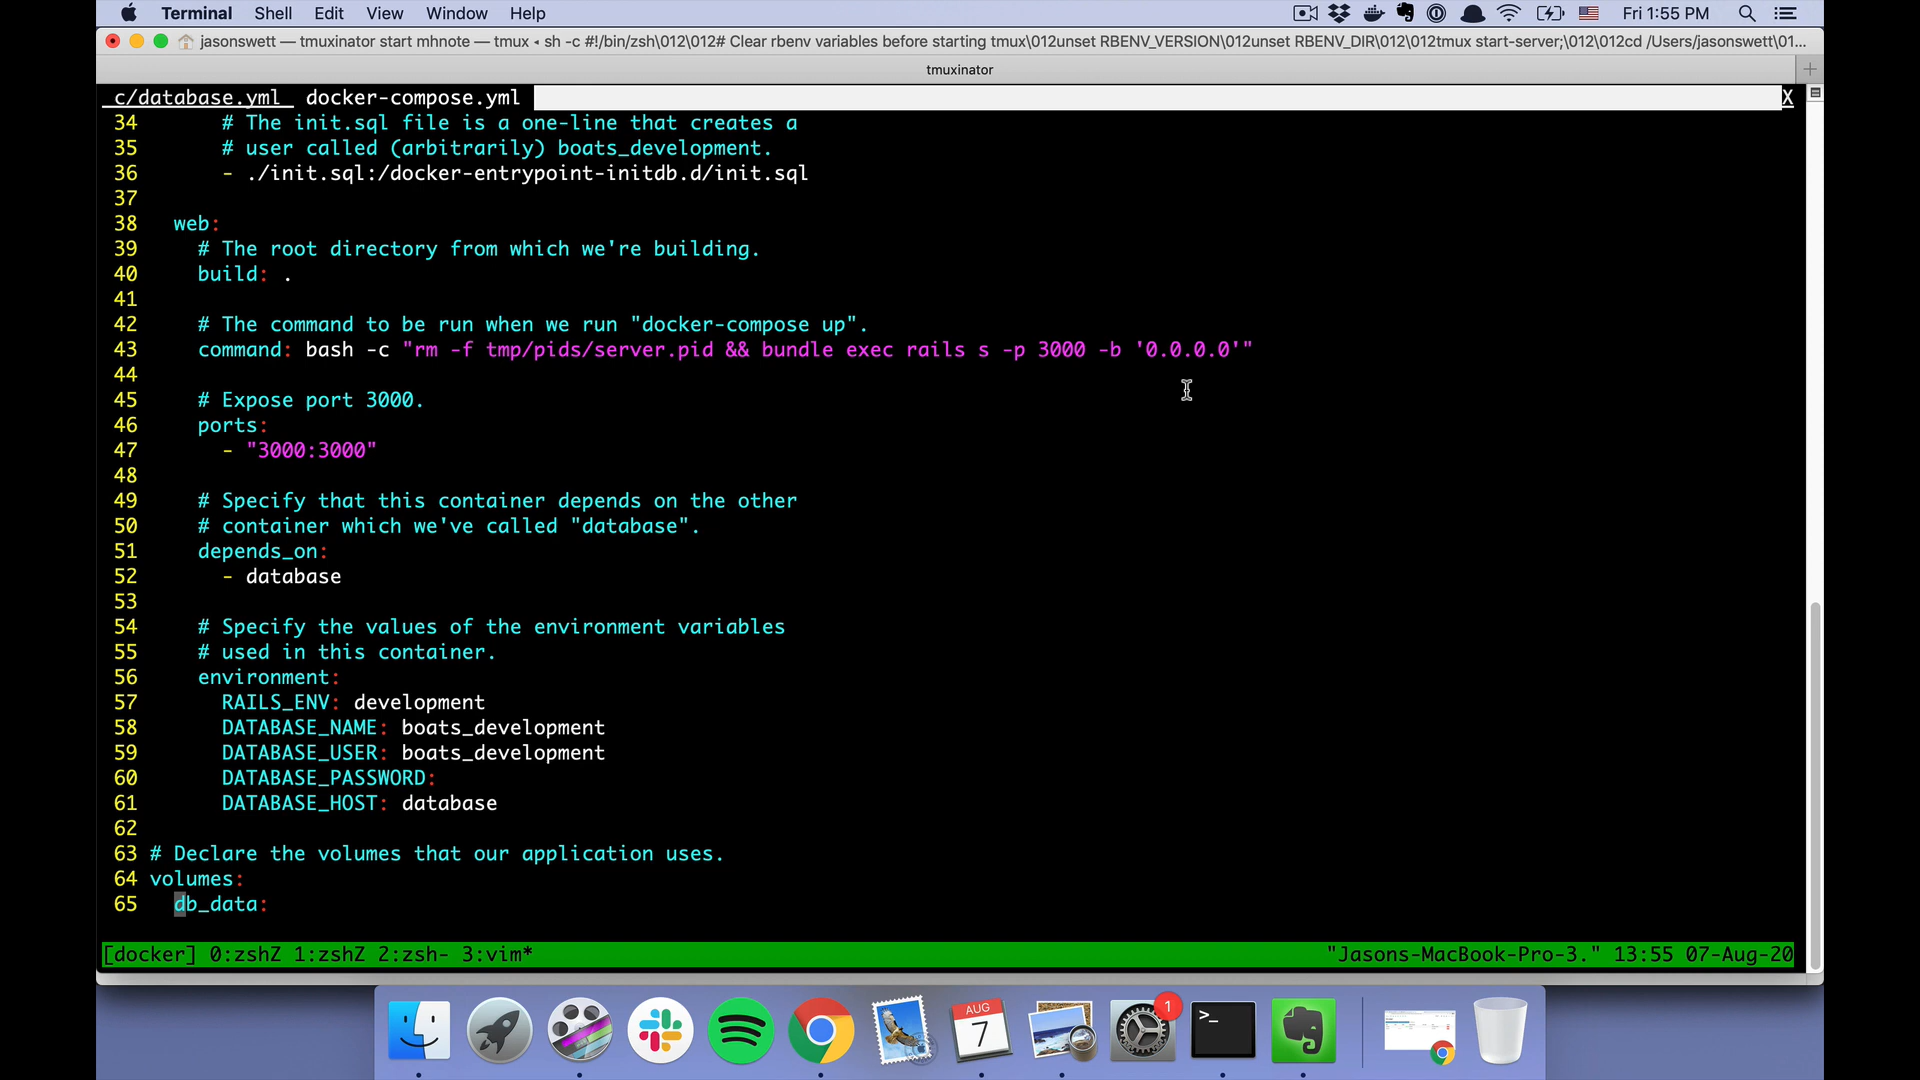 Terminal Shell Edit View Window Help Fri 1:55 PM
jasonswett — tmuxinator start mhnote — tmux ◂ sh -c #!/bin/zsh\012\012# Clear rbenv variables before starting tmux\012unset RBENV_VERSION\012unset RBENV_DIR\012\012tmux start-server;\012\012cd /Users/jasonswett\01...
tmuxinator
c/database.yml docker-compose.yml X
34 # The init.sql file is a one-line that creates a
35 # user called (arbitrarily) boats_development.
36 - ./init.sql:/docker-entrypoint-initdb.d/init.sql
37
38 web:
39 # The root directory from which we're building.
40 build: .
41
42 # The command to be run when we run "docker-compose up".
43 command: bash -c "rm -f tmp/pids/server.pid && bundle exec rails s -p 3000 -b '0.0.0.0'"
44
45 # Expose port 3000.
46 ports:
47 - "3000:3000"
48
49 # Specify that this container depends on the other
50 # container which we've called "database".
51 depends_on:
52 - database
53
54 # Specify the values of the environment variables
55 # used in this container.
56 environment:
57 RAILS_ENV: development
58 DATABASE_NAME: boats_development
59 DATABASE_USER: boats_development
60 DATABASE_PASSWORD:
61 DATABASE_HOST: database
62
63 # Declare the volumes that our application uses.
64 volumes:
65 db_data:
[docker] 0:zshZ 1:zshZ 2:zsh- 3:vim* "Jasons-MacBook-Pro-3." 13:55 07-Aug-20
AUG
7
1
>_